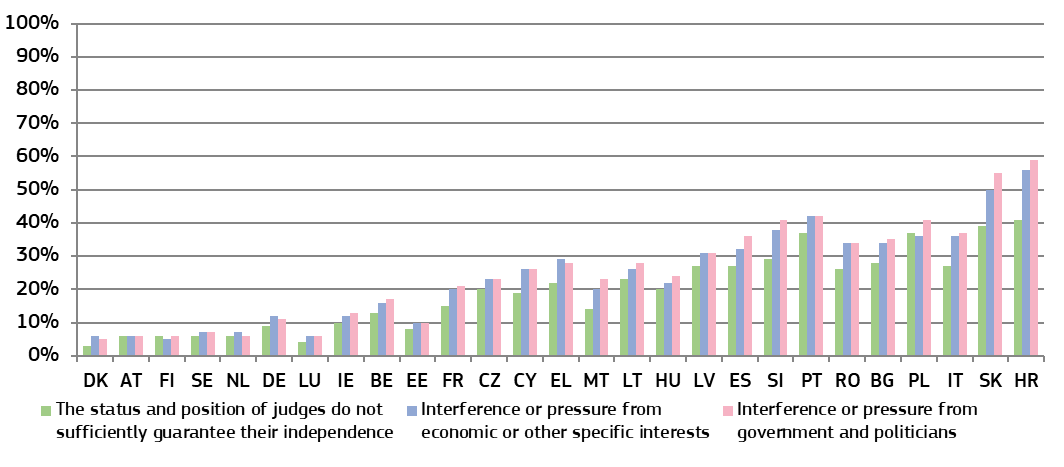 100%
90%
80%
70%
60%
50%
40%
30%
20%
10%
0%
DK AT FI SE NL DE LU IE BE EE FR CZ CY EL MT LT HU LV ES SI PT RO BG PL IT SK HR
The status and position of judges do not sufficiently guarantee their independence
Interference or pressure from economic or other specific interests
Interference or pressure from government and politicians